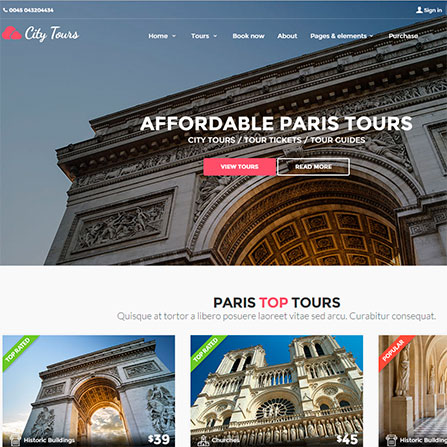 0045 043204434
Sign in
City Tours
Home Tours Book now About Pages & elements Purchase
AFFORDABLE PARIS TOURS
CITY TOURS / TOUR TICKETS / TOUR GUIDES
VIEW TOURS READ MORE
PARIS TOP TOURS
Quisque at tortor a libero posuere laoreet vitae sed arcu. Curabitur consequat.
TOP RATED
TOP RATED
POPULAR
Historic Buildings $39
Churches $45
Historic Buildings